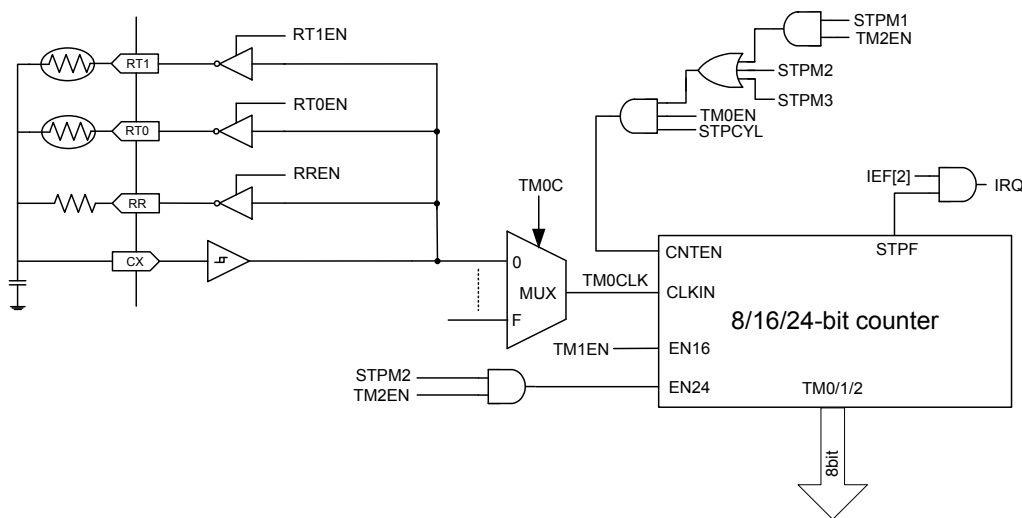 RT1EN
RT1
RT0EN
RT0
RREN
RR
CX
STPM1
TM2EN
STPM2
STPM3
TM0EN
STPCYL
TM0C
IEF[2]
IRQ
0
MUX
F
TM0CLK
TM1EN
STPM2
TM2EN
CNTEN
STPF
CLKIN
8/16/24-bit counter
EN16
EN24
TM0/1/2
8bit